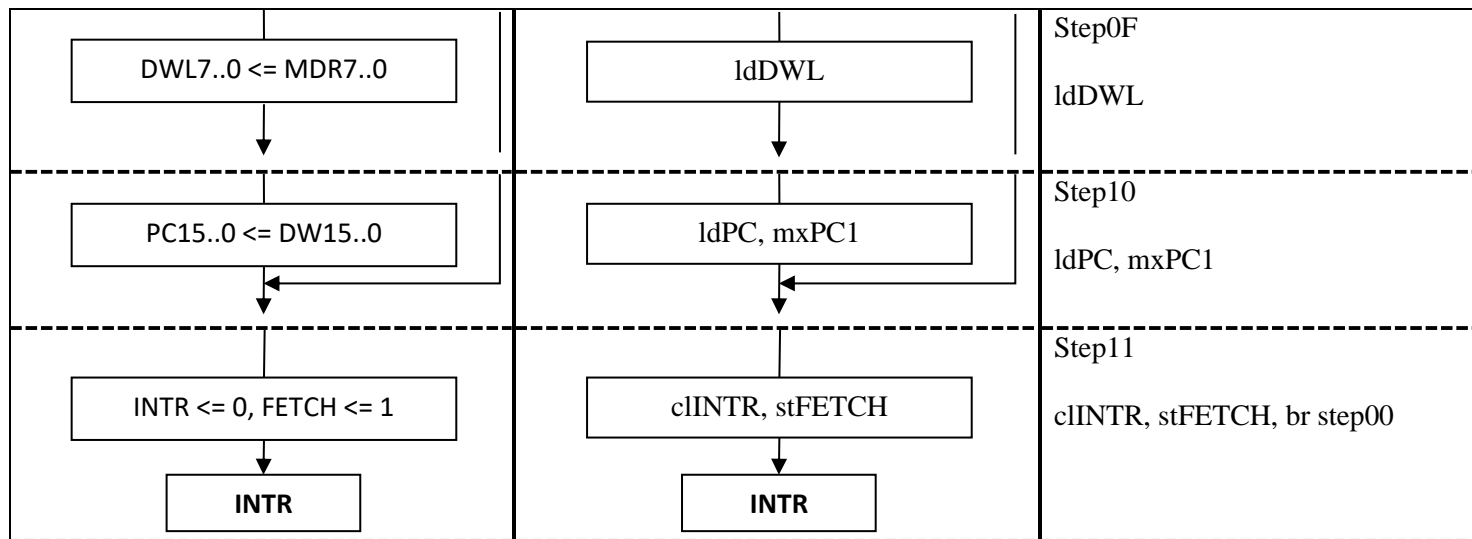 DWL7..0 <= MDR7..0
ldDWL
Step0F
ldDWL
PC15..0 <= DW15..0
ldPC, mxPC1
Step10
ldPC, mxPC1
INTR <= 0, FETCH <= 1
clINTR, stFETCH
Step11
clINTR, stFETCH, br step00
INTR
INTR